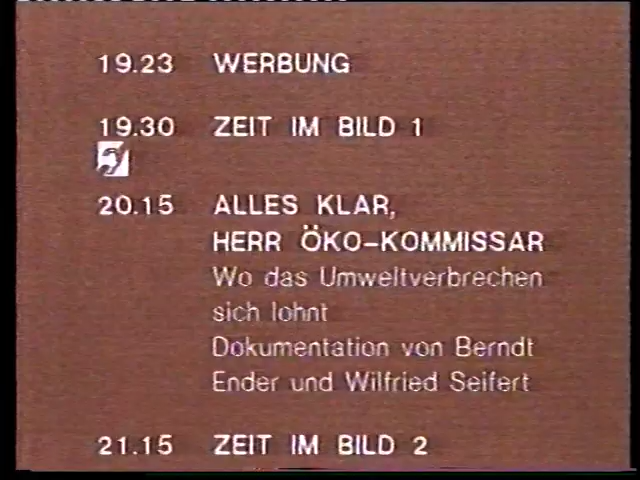 19.23 WERBUNG
19.30 ZEIT IM BILD 1
20.15 ALLES KLAR,
HERR ÖKO-KOMMISSAR
Wo das Umweltverbrechen
sich lohnt
Dokumentation von Berndt
Ender und Wilfried Seifert
21.15 ZEIT IM BILD 2